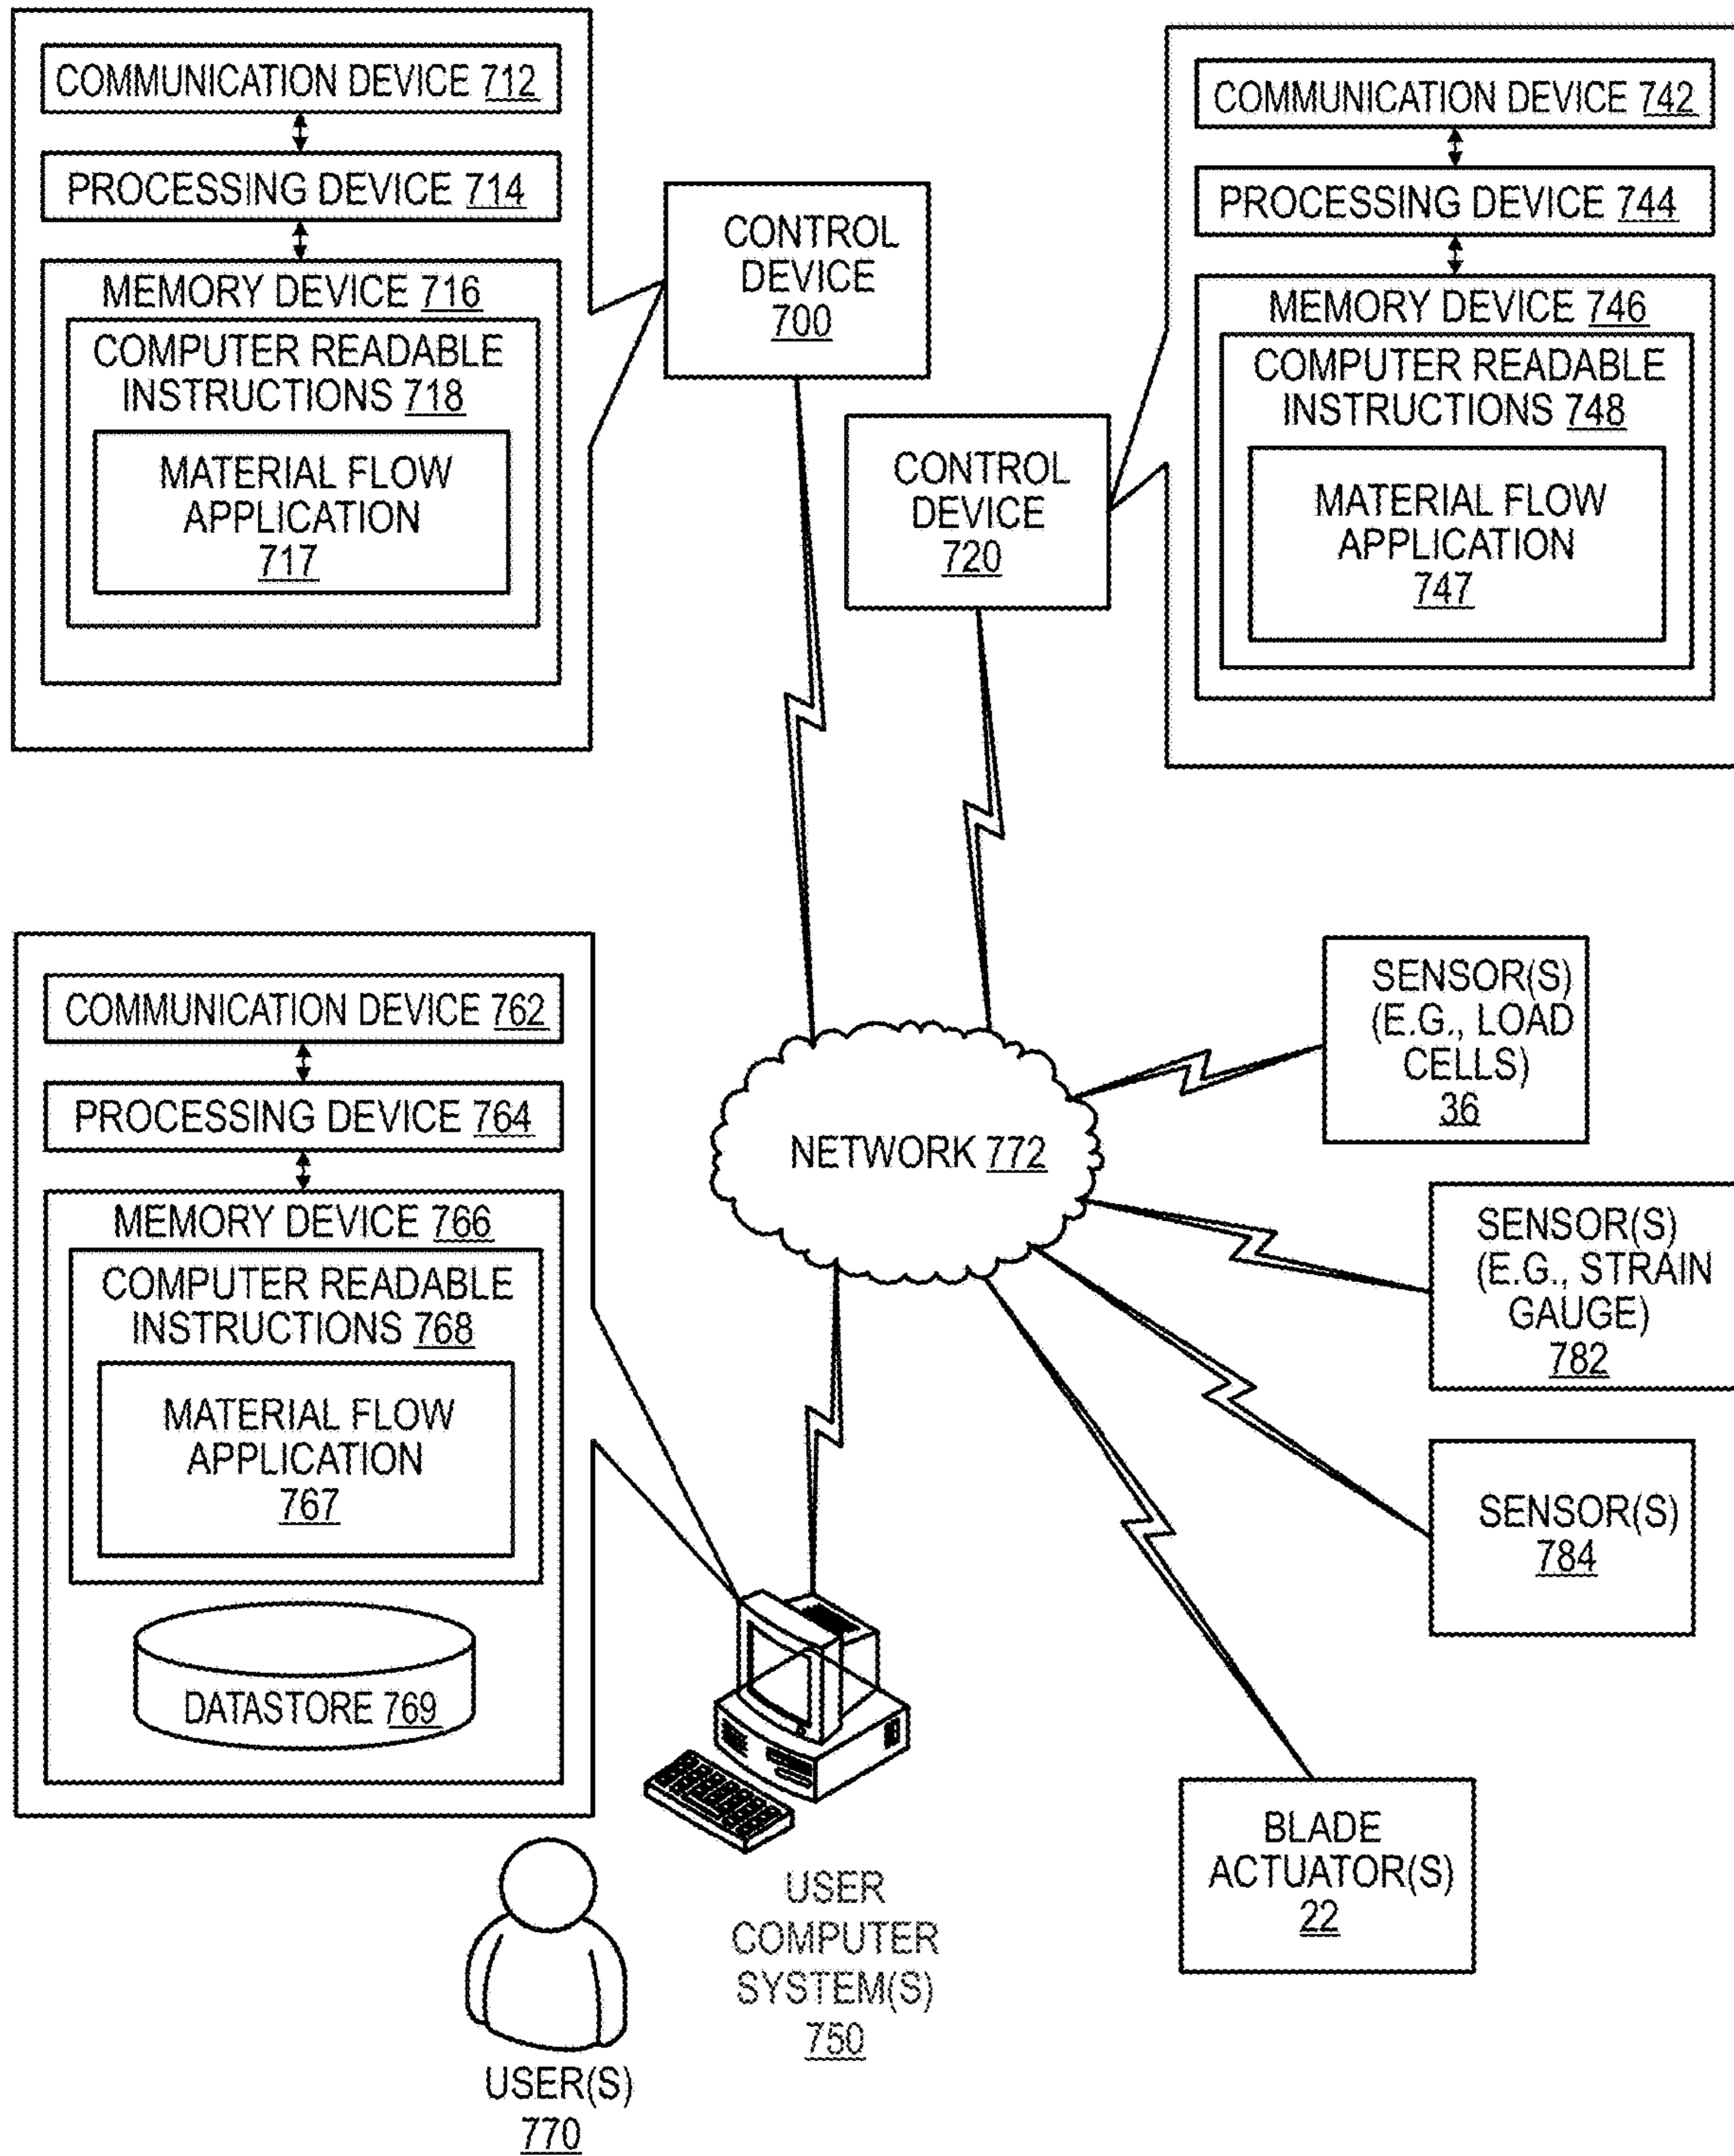 COMMUNICATION DEVICE 712
PROCESSING DEVICE 714
MEMORY DEVICE 716
COMPUTER READABLE
INSTRUCTIONS 718
MATERIAL FLOW
APPLICATION
717
CONTROL
DEVICE
700
CONTROL
DEVICE
720
COMMUNICATION DEVICE 742
PROCESSING DEVICE 744
MEMORY DEVICE 746
COMPUTER READABLE
INSTRUCTIONS 748
MATERIAL FLOW
APPLICATION
747
COMMUNICATION DEVICE 762
PROCESSING DEVICE 764
MEMORY DEVICE 766
COMPUTER READABLE
INSTRUCTIONS 768
MATERIAL FLOW
APPLICATION
767
DATASTORE 769
NETWORK 772
SENSOR(S)
(E.G., LOAD
CELLS)
36
SENSOR(S)
(E.G., STRAIN
GAUGE)
782
SENSOR(S)
784
BLADE
ACTUATOR(S)
22
USER
COMPUTER
SYSTEM(S)
750
USER(S)
770